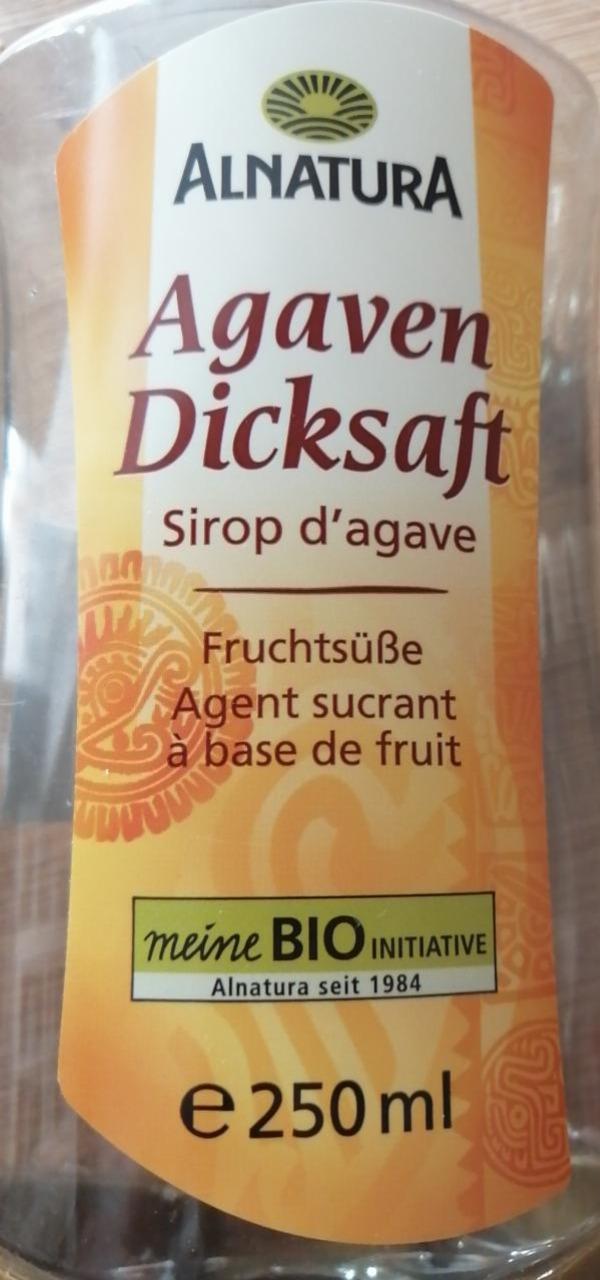 ALNATURA
Agaven
Dicksaft
Sirop d'agave
Fruchtsüße
Agent sucrant
à base de fruit
meine BIO INITIATIVE
Alnatura seit 1984
℮ 250 ml